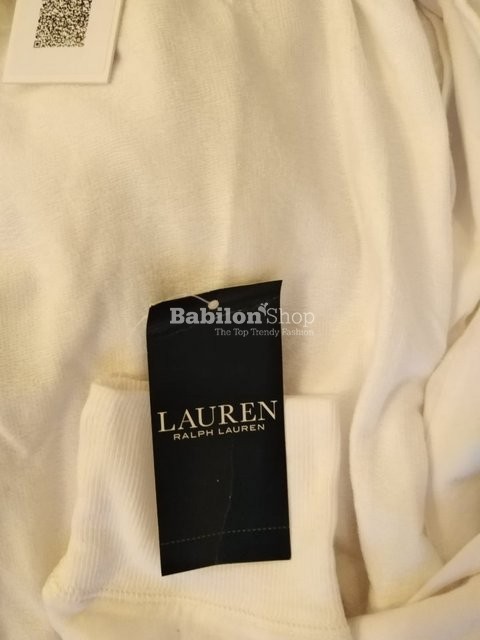 Babilon Shop
The Top Trendy Fashion
LAUREN
RALPH LAUREN